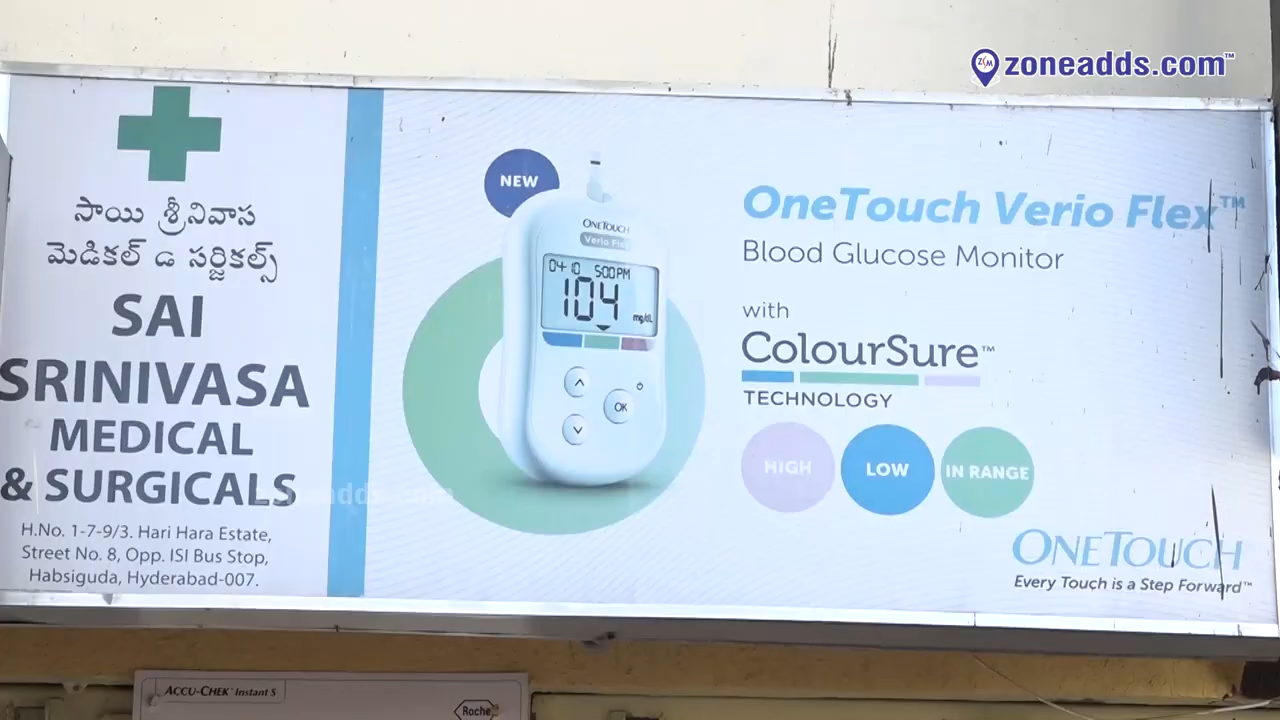 zoneadds.com™
సాయి శ్రీనివాస
మెడికల్ & సర్జికల్స్
SAI
SRINIVASA
MEDICAL
& SURGICALS
H.No. 1-7-9/3. Hari Hara Estate,
Street No. 8, Opp. ISI Bus Stop,
Habsiguda, Hyderabad-007.
NEW
ONETOUCH
Verio Flex
04-10 5:00PM
104
mg/dL
OK
OneTouch Verio Flex™
Blood Glucose Monitor
with
ColourSure™
TECHNOLOGY
HIGH LOW IN RANGE
ONETOUCH
Every Touch is a Step Forward™
ACCU-CHEK Instant S
Roche